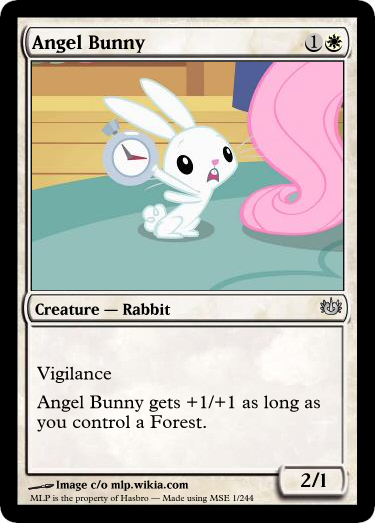 Angel Bunny 1
Creature — Rabbit
Vigilance
Angel Bunny gets +1/+1 as long as
you control a Forest.
Image c/o mlp.wikia.com
MLP is the property of Hasbro — Made using MSE 1/244
2/1